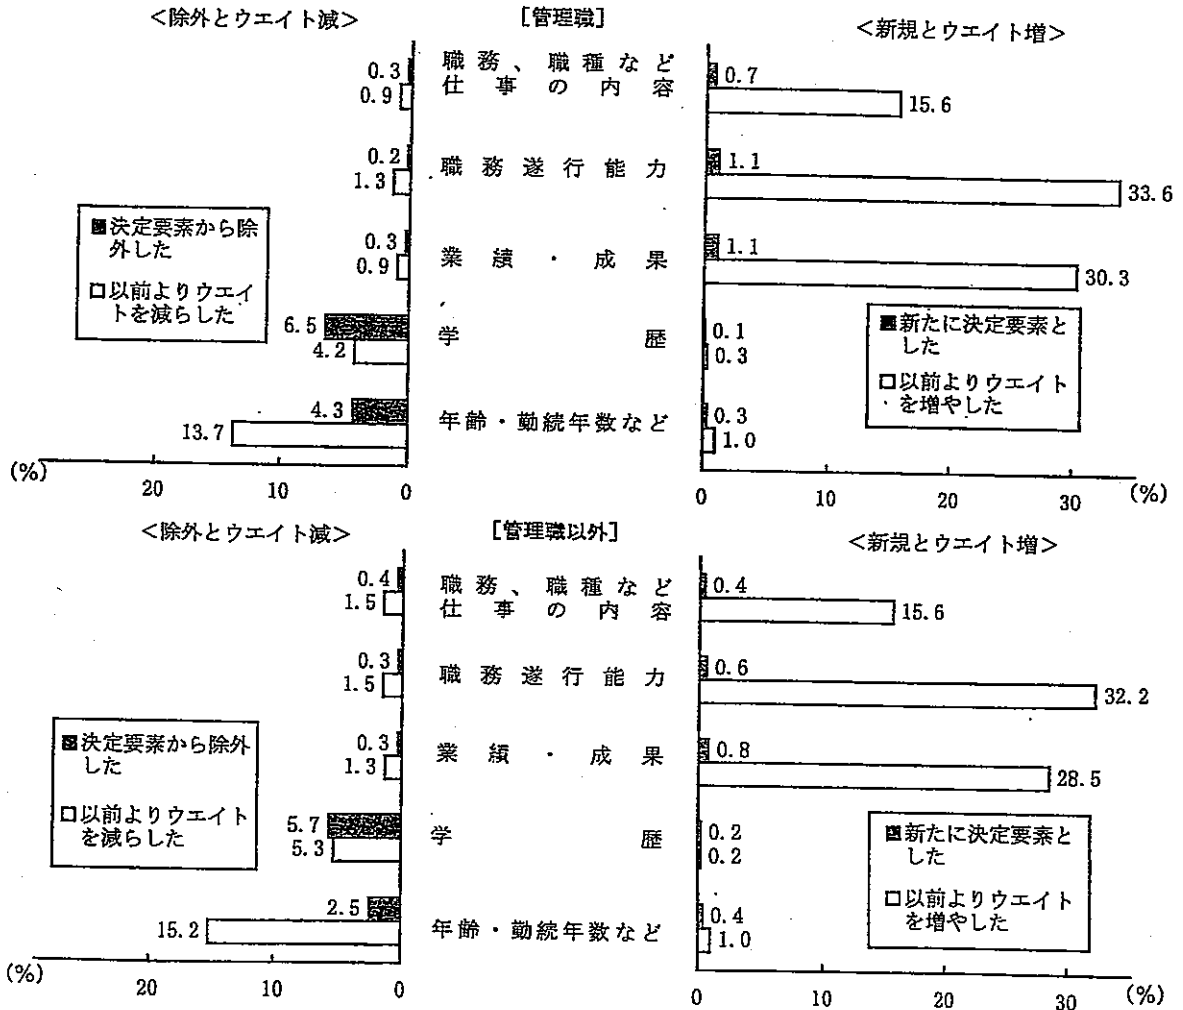 <除外とウエイト減>
[管理職]
<新規とウエイト増>
職務、職種など
仕事の内容
0.3
0.9
0.7
15.6
職務遂行能力
0.2
1.3
1.1
33.6
業績・成果
0.3
0.9
1.1
30.3
学歴
6.5
4.2
0.1
0.3
年齢・勤続年数など
4.3
13.7
0.3
1.0
決定要素から除
外した
以前よりウエイ
トを減らした
新たに決定要素と
した
以前よりウエイト
を増やした
(%)
20
10
0
0
10
20
30
(%)
<除外とウエイト減>
[管理職以外]
<新規とウエイト増>
職務、職種など
仕事の内容
0.4
1.5
0.4
15.6
職務遂行能力
0.3
1.5
0.6
32.2
業績・成果
0.3
1.3
0.8
28.5
学歴
5.7
5.3
0.2
0.2
年齢・勤続年数など
2.5
15.2
0.4
1.0
決定要素から除外
した
以前よりウエイト
を減らした
新たに決定要素と
した
以前よりウエイト
を増やした
(%)
20
10
0
0
10
20
30
(%)